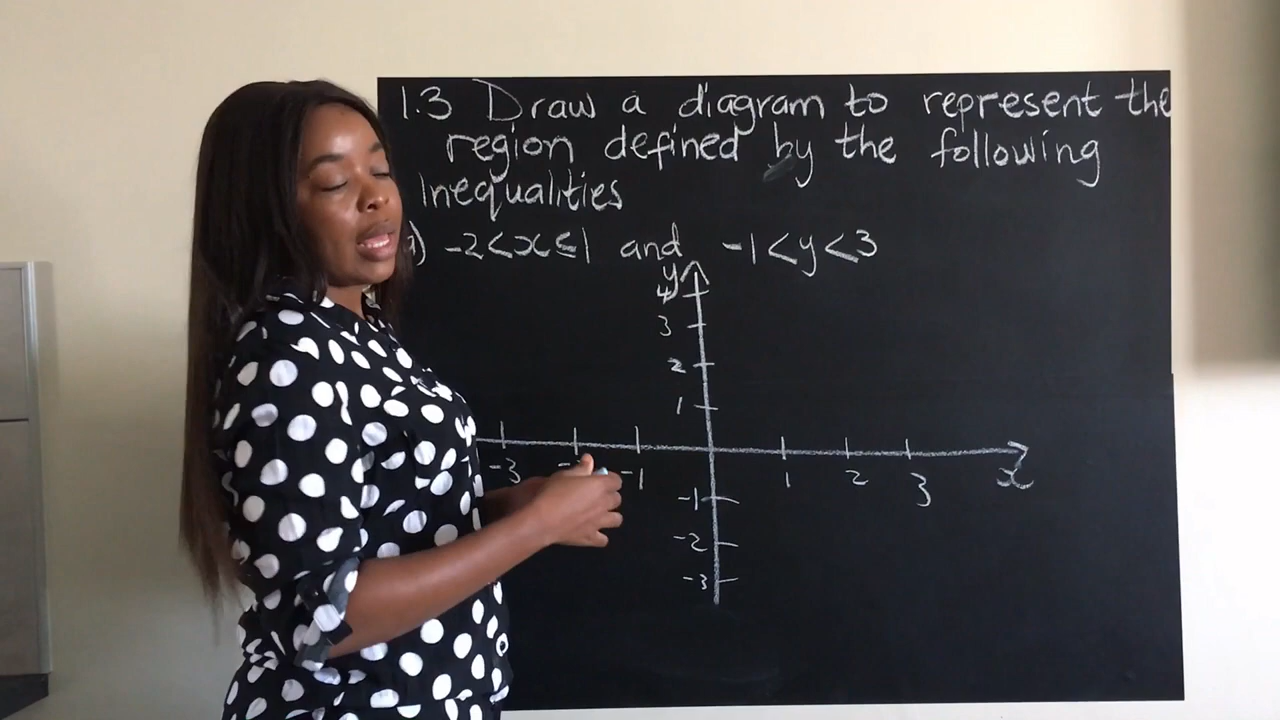 1.3 Draw a diagram to represent the
region defined by the following
Inequalities
) -2<x≤1 and -1<y<3
y
4
3
2
1
-3 -1 1 2 3 x
-1
-2
-3